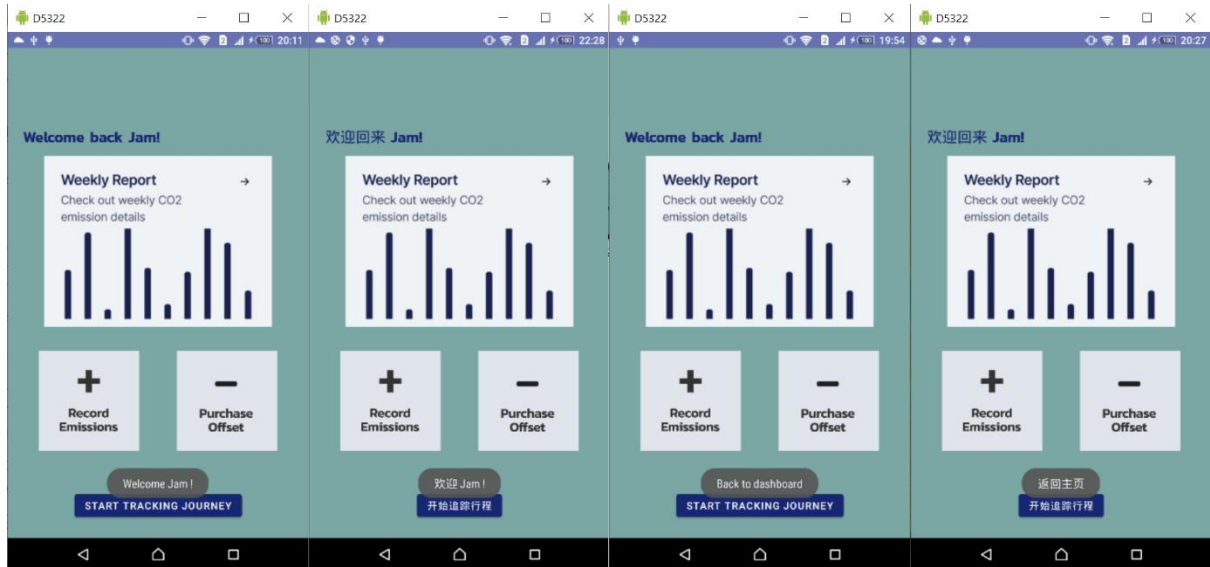 D5322
20:11
Welcome back Jam!
Weekly Report
Check out weekly CO2
emission details
Record
Emissions
Purchase
Offset
Welcome Jam !
START TRACKING JOURNEY
D5322
22:28
欢迎回来 Jam!
Weekly Report
Check out weekly CO2
emission details
Record
Emissions
Purchase
Offset
欢迎 Jam !
开始追踪行程
D5322
19:54
Welcome back Jam!
Weekly Report
Check out weekly CO2
emission details
Record
Emissions
Purchase
Offset
Back to dashboard
START TRACKING JOURNEY
D5322
20:27
欢迎回来 Jam!
Weekly Report
Check out weekly CO2
emission details
Record
Emissions
Purchase
Offset
返回主页
开始追踪行程